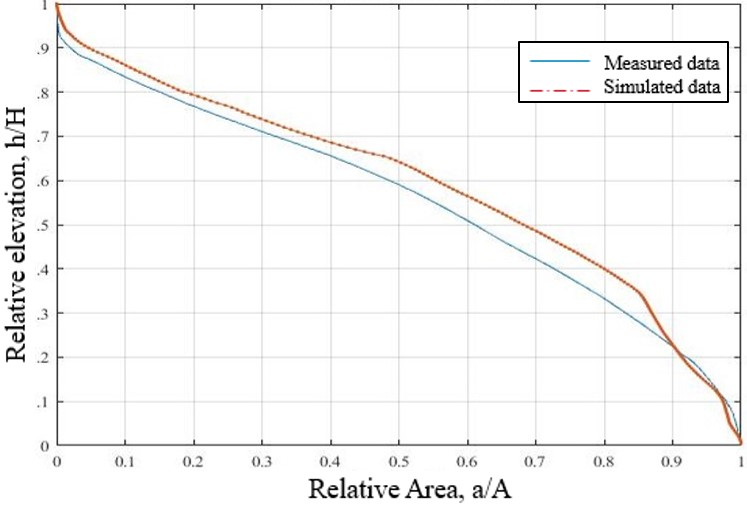 1
.9
.8
.7
.6
.5
.4
.3
.2
.1
0
Relative elevation, h/H
Measured data
Simulated data
0 0.1 0.2 0.3 0.4 0.5 0.6 0.7 0.8 0.9 1
Relative Area, a/A